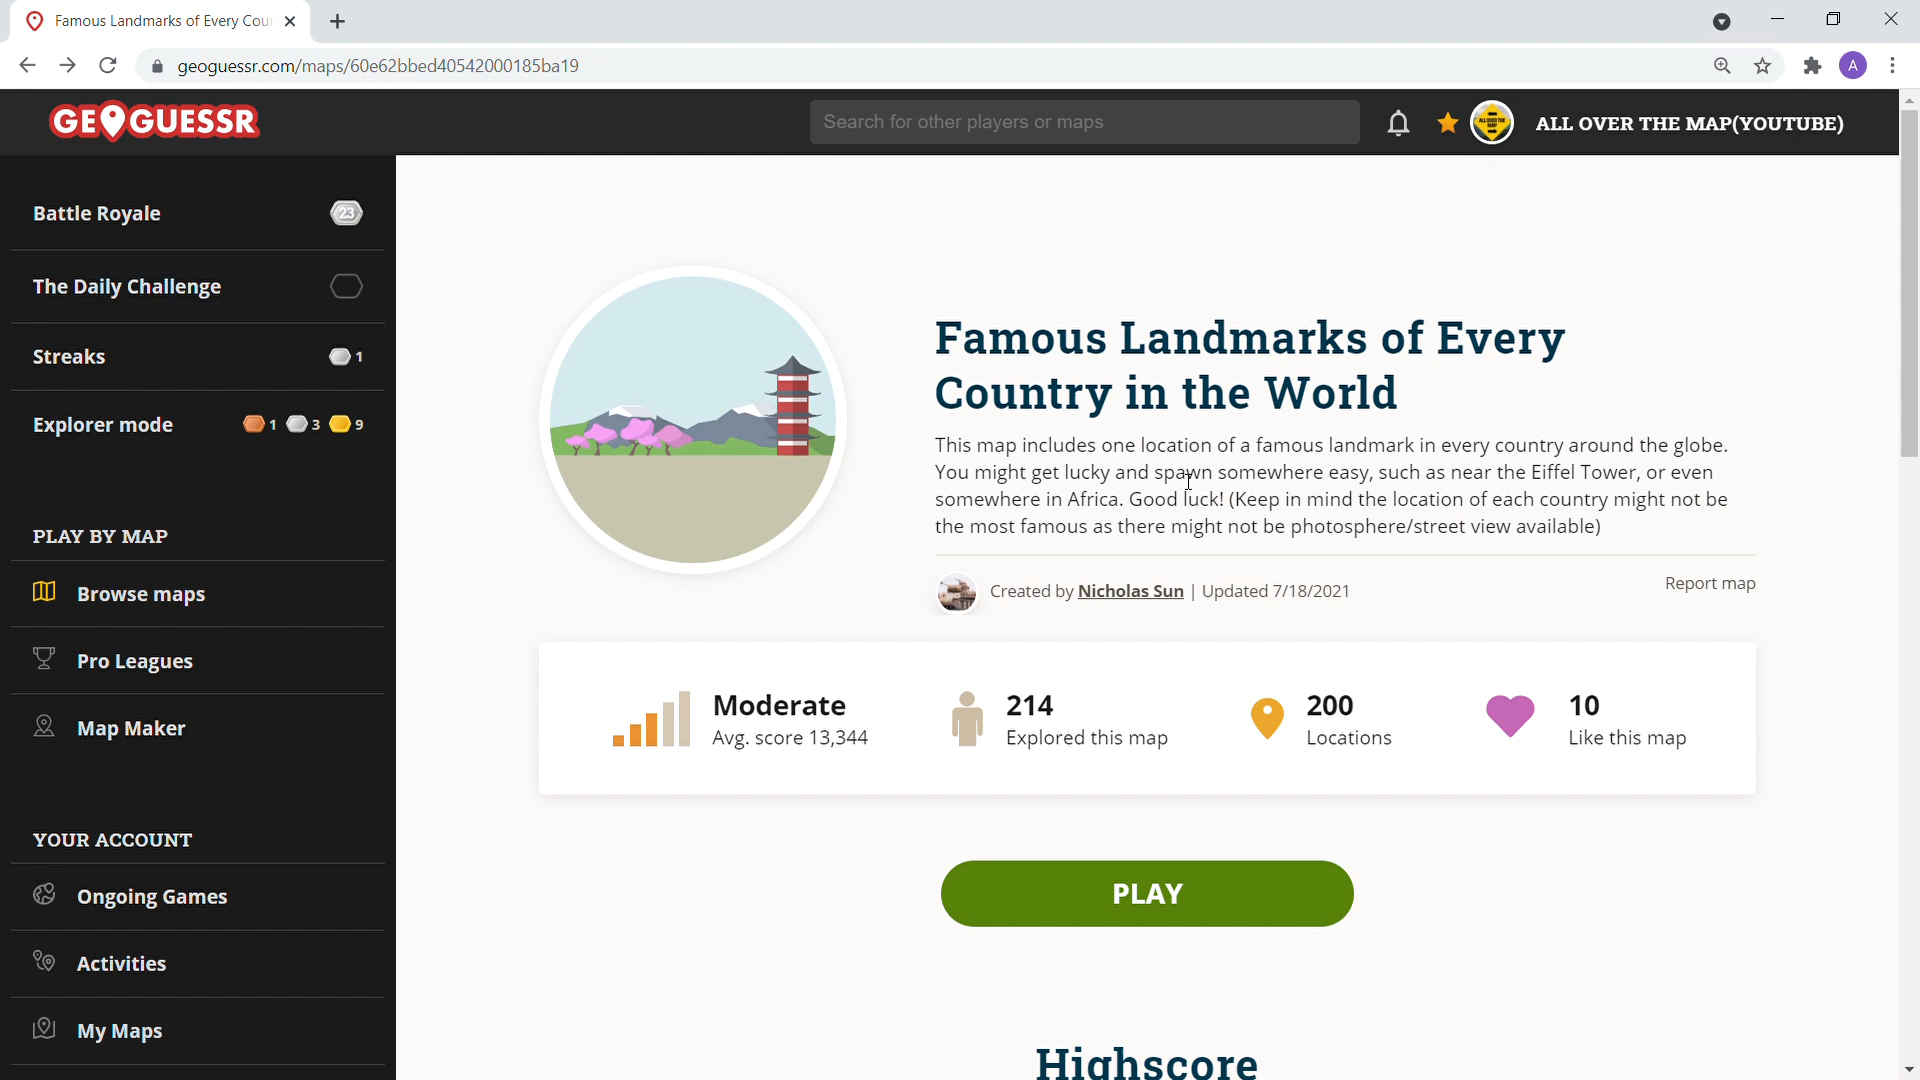 Famous Landmarks of Every Cour
geoguessr.com/maps/60e62bbed40542000185ba19
A
GEOGUESSR
Search for other players or maps
ALL OVER THE MAP
ALL OVER THE MAP(YOUTUBE)
Battle Royale 23
The Daily Challenge
Streaks 1
Explorer mode 1 3 9
PLAY BY MAP
Browse maps
Pro Leagues
Map Maker
YOUR ACCOUNT
Ongoing Games
Activities
My Maps
Famous Landmarks of Every
Country in the World
This map includes one location of a famous landmark in every country around the globe.
You might get lucky and spawn somewhere easy, such as near the Eiffel Tower, or even
somewhere in Africa. Good luck! (Keep in mind the location of each country might not be
the most famous as there might not be photosphere/street view available)
Created by Nicholas Sun | Updated 7/18/2021
Report map
Moderate
Avg. score 13,344
214
Explored this map
200
Locations
10
Like this map
PLAY
Highscore